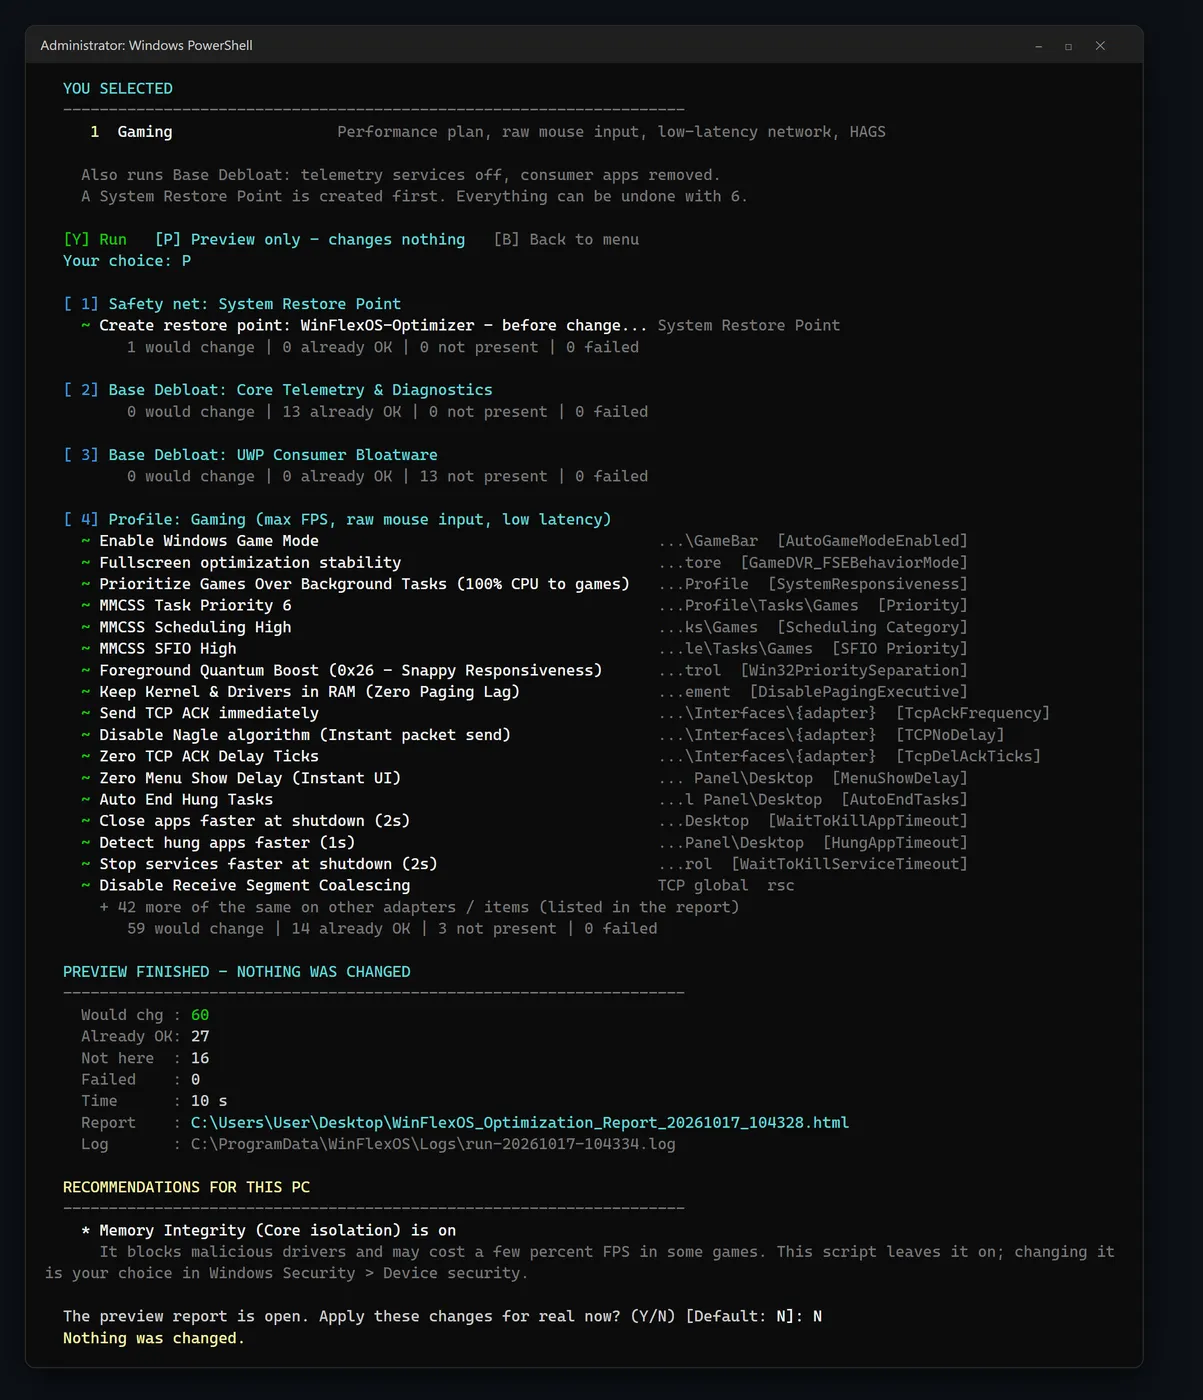 Administrator: Windows PowerShell
YOU SELECTED
--------------------------------------------------------------------
1 Gaming Performance plan, raw mouse input, low-latency network, HAGS
Also runs Base Debloat: telemetry services off, consumer apps removed.
A System Restore Point is created first. Everything can be undone with 6.
[Y] Run [P] Preview only - changes nothing [B] Back to menu
Your choice: P
[ 1] Safety net: System Restore Point
~ Create restore point: WinFlexOS-Optimizer - before change... System Restore Point
1 would change | 0 already OK | 0 not present | 0 failed
[ 2] Base Debloat: Core Telemetry & Diagnostics
0 would change | 13 already OK | 0 not present | 0 failed
[ 3] Base Debloat: UWP Consumer Bloatware
0 would change | 0 already OK | 13 not present | 0 failed
[ 4] Profile: Gaming (max FPS, raw mouse input, low latency)
~ Enable Windows Game Mode ...\GameBar [AutoGameModeEnabled]
~ Fullscreen optimization stability ...tore [GameDVR_FSEBehaviorMode]
~ Prioritize Games Over Background Tasks (100% CPU to games) ...Profile [SystemResponsiveness]
~ MMCSS Task Priority 6 ...Profile\Tasks\Games [Priority]
~ MMCSS Scheduling High ...ks\Games [Scheduling Category]
~ MMCSS SFIO High ...le\Tasks\Games [SFIO Priority]
~ Foreground Quantum Boost (0x26 - Snappy Responsiveness) ...trol [Win32PrioritySeparation]
~ Keep Kernel & Drivers in RAM (Zero Paging Lag) ...ement [DisablePagingExecutive]
~ Send TCP ACK immediately ...\Interfaces\{adapter} [TcpAckFrequency]
~ Disable Nagle algorithm (Instant packet send) ...\Interfaces\{adapter} [TCPNoDelay]
~ Zero TCP ACK Delay Ticks ...\Interfaces\{adapter} [TcpDelAckTicks]
~ Zero Menu Show Delay (Instant UI) ... Panel\Desktop [MenuShowDelay]
~ Auto End Hung Tasks ...l Panel\Desktop [AutoEndTasks]
~ Close apps faster at shutdown (2s) ...Desktop [WaitToKillAppTimeout]
~ Detect hung apps faster (1s) ...Panel\Desktop [HungAppTimeout]
~ Stop services faster at shutdown (2s) ...rol [WaitToKillServiceTimeout]
~ Disable Receive Segment Coalescing TCP global rsc
+ 42 more of the same on other adapters / items (listed in the report)
59 would change | 14 already OK | 3 not present | 0 failed
PREVIEW FINISHED - NOTHING WAS CHANGED
--------------------------------------------------------------------
Would chg : 60
Already OK: 27
Not here : 16
Failed : 0
Time : 10 s
Report : C:\Users\User\Desktop\WinFlexOS_Optimization_Report_20261017_104328.html
Log : C:\ProgramData\WinFlexOS\Logs\run-20261017-104334.log
RECOMMENDATIONS FOR THIS PC
--------------------------------------------------------------------
* Memory Integrity (Core isolation) is on
It blocks malicious drivers and may cost a few percent FPS in some games. This script leaves it on; changing it
is your choice in Windows Security > Device security.
The preview report is open. Apply these changes for real now? (Y/N) [Default: N]: N
Nothing was changed.